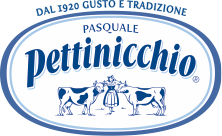 DAL 1920 GUSTO E TRADIZIONE
PASQUALE
Pettinicchio
®